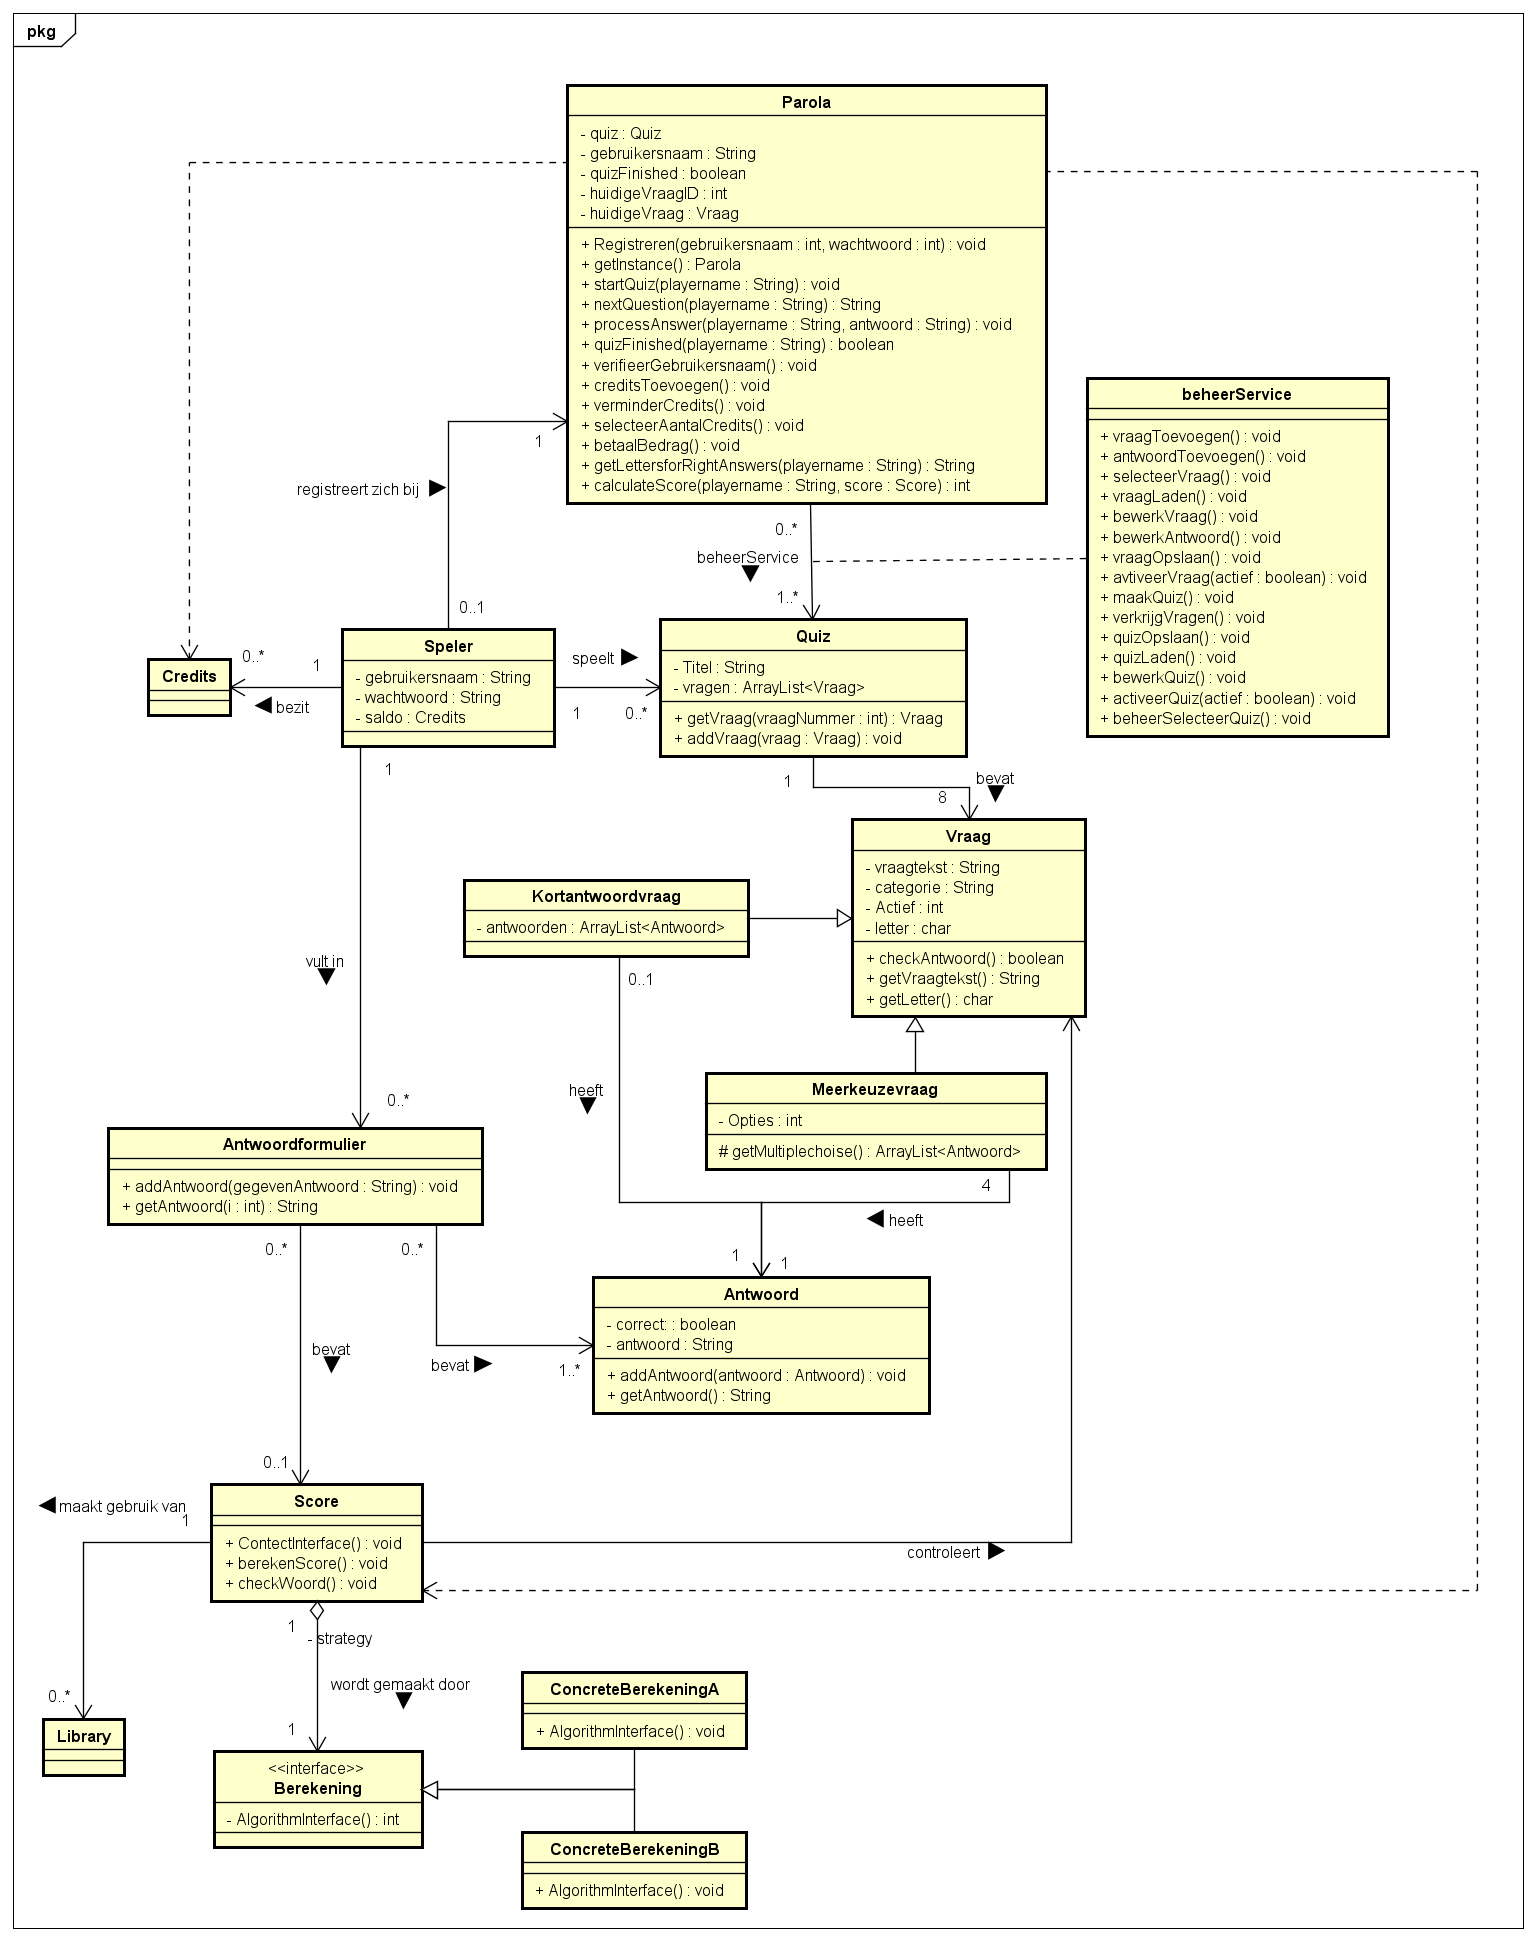 pkg
Parola
- quiz : Quiz
- gebruikersnaam : String
- quizFinished : boolean
- huidigeVraagID : int
- huidigeVraag : Vraag
+ Registreren(gebruikersnaam : int, wachtwoord : int) : void
+ getInstance() : Parola
+ startQuiz(playername : String) : void
+ nextQuestion(playername : String) : String
+ processAnswer(playername : String, antwoord : String) : void
+ quizFinished(playername : String) : boolean
+ verifieerGebruikersnaam() : void
+ creditsToevoegen() : void
+ verminderCredits() : void
+ selecteerAantalCredits() : void
+ betaalBedrag() : void
+ getLettersforRightAnswers(playername : String) : String
+ calculateScore(playername : String, score : Score) : int
beheerService
+ vraagToevoegen() : void
+ antwoordToevoegen() : void
+ selecteerVraag() : void
+ vraagLaden() : void
+ bewerkVraag() : void
+ bewerkAntwoord() : void
+ vraagOpslaan() : void
+ avtiveerVraag(actief : boolean) : void
+ maakQuiz() : void
+ verkrijgVragen() : void
+ quizOpslaan() : void
+ quizLaden() : void
+ bewerkQuiz() : void
+ activeerQuiz(actief : boolean) : void
+ beheerSelecteerQuiz() : void
1
registreert zich bij
0..1
0..*
beheerService
1..*
Credits
0..*
1
bezit
Speler
- gebruikersnaam : String
- wachtwoord : String
- saldo : Credits
speelt
1
0..*
Quiz
- Titel : String
- vragen : ArrayList<Vraag>
+ getVraag(vraagNummer : int) : Vraag
+ addVraag(vraag : Vraag) : void
1
8
bevat
1
vult in
0..*
Vraag
- vraagtekst : String
- categorie : String
- Actief : int
- letter : char
+ checkAntwoord() : boolean
+ getVraagtekst() : String
+ getLetter() : char
Kortantwoordvraag
- antwoorden : ArrayList<Antwoord>
0..1
heeft
Meerkeuzevraag
- Opties : int
# getMultiplechoise() : ArrayList<Antwoord>
4
heeft
1
1
Antwoordformulier
+ addAntwoord(gegevenAntwoord : String) : void
+ getAntwoord(i : int) : String
0..*
0..*
bevat
bevat
1..*
0..1
Antwoord
- correct: : boolean
- antwoord : String
+ addAntwoord(antwoord : Antwoord) : void
+ getAntwoord() : String
maakt gebruik van
1
Score
+ ContectInterface() : void
+ berekenScore() : void
+ checkWoord() : void
controleert
1
- strategy
wordt gemaakt door
1
0..*
Library
<<interface>>
Berekening
- AlgorithmInterface() : int
ConcreteBerekeningA
+ AlgorithmInterface() : void
ConcreteBerekeningB
+ AlgorithmInterface() : void